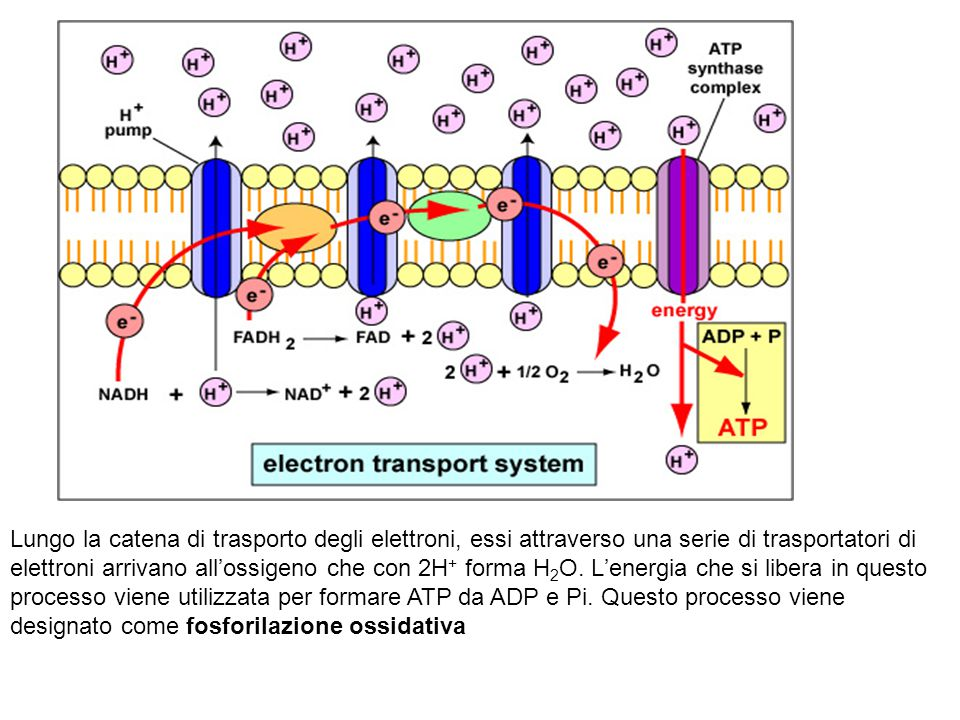 H+ H+ H+ H+ H+ H+ H+
ATP
synthase
complex
H+ H+ H+ H+ H+ H+ H+ H+ H+ H+ H+
H+
pump
e- e-
e-
e- e-
energy
H+ H+
FADH2 → FAD + 2 H+
ADP + P
2 H+ + 1/2 O2 → H2O
NADH + H+ → NAD+ + 2 H+
ATP
H+
electron transport system
Lungo la catena di trasporto degli elettroni, essi attraverso una serie di trasportatori di
elettroni arrivano all’ossigeno che con 2H+ forma H2O. L’energia che si libera in questo
processo viene utilizzata per formare ATP da ADP e Pi. Questo processo viene
designato come fosforilazione ossidativa